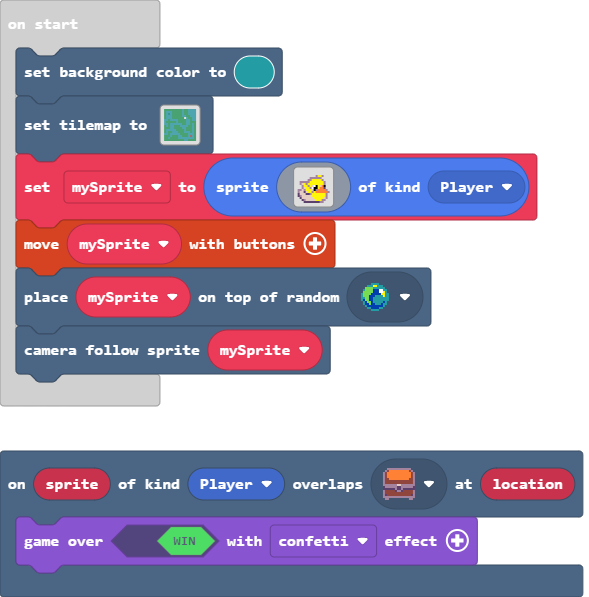 on start
set background color to
set tilemap to
set mySprite to sprite of kind Player
move mySprite with buttons
place mySprite on top of random
camera follow sprite mySprite
on sprite of kind Player overlaps at location
game over WIN with confetti effect